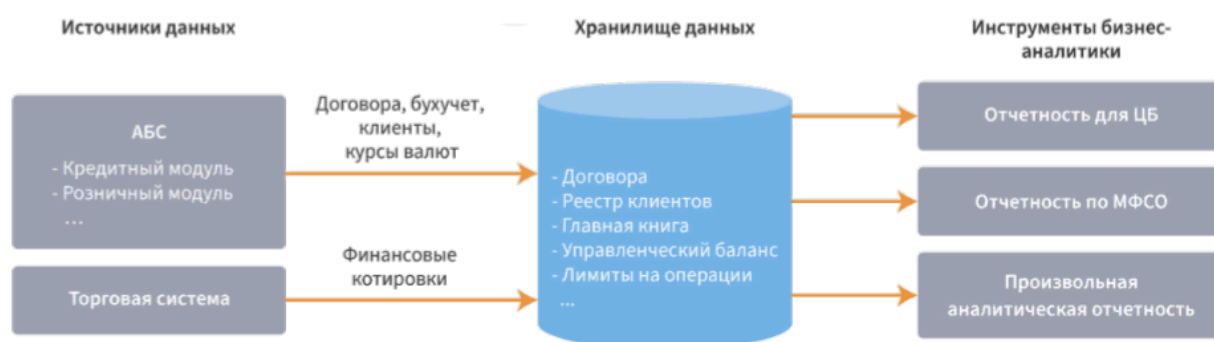 Источники данных
Хранилище данных
Инструменты бизнес-
аналитики
АБС
- Кредитный модуль
- Розничный модуль
...
Торговая система
Договора, бухучет,
клиенты,
курсы валют
Финансовые
котировки
- Договора
- Реестр клиентов
- Главная книга
- Управленческий баланс
- Лимиты на операции
...
Отчетность для ЦБ
Отчетность по МФСО
Произвольная
аналитическая отчетность